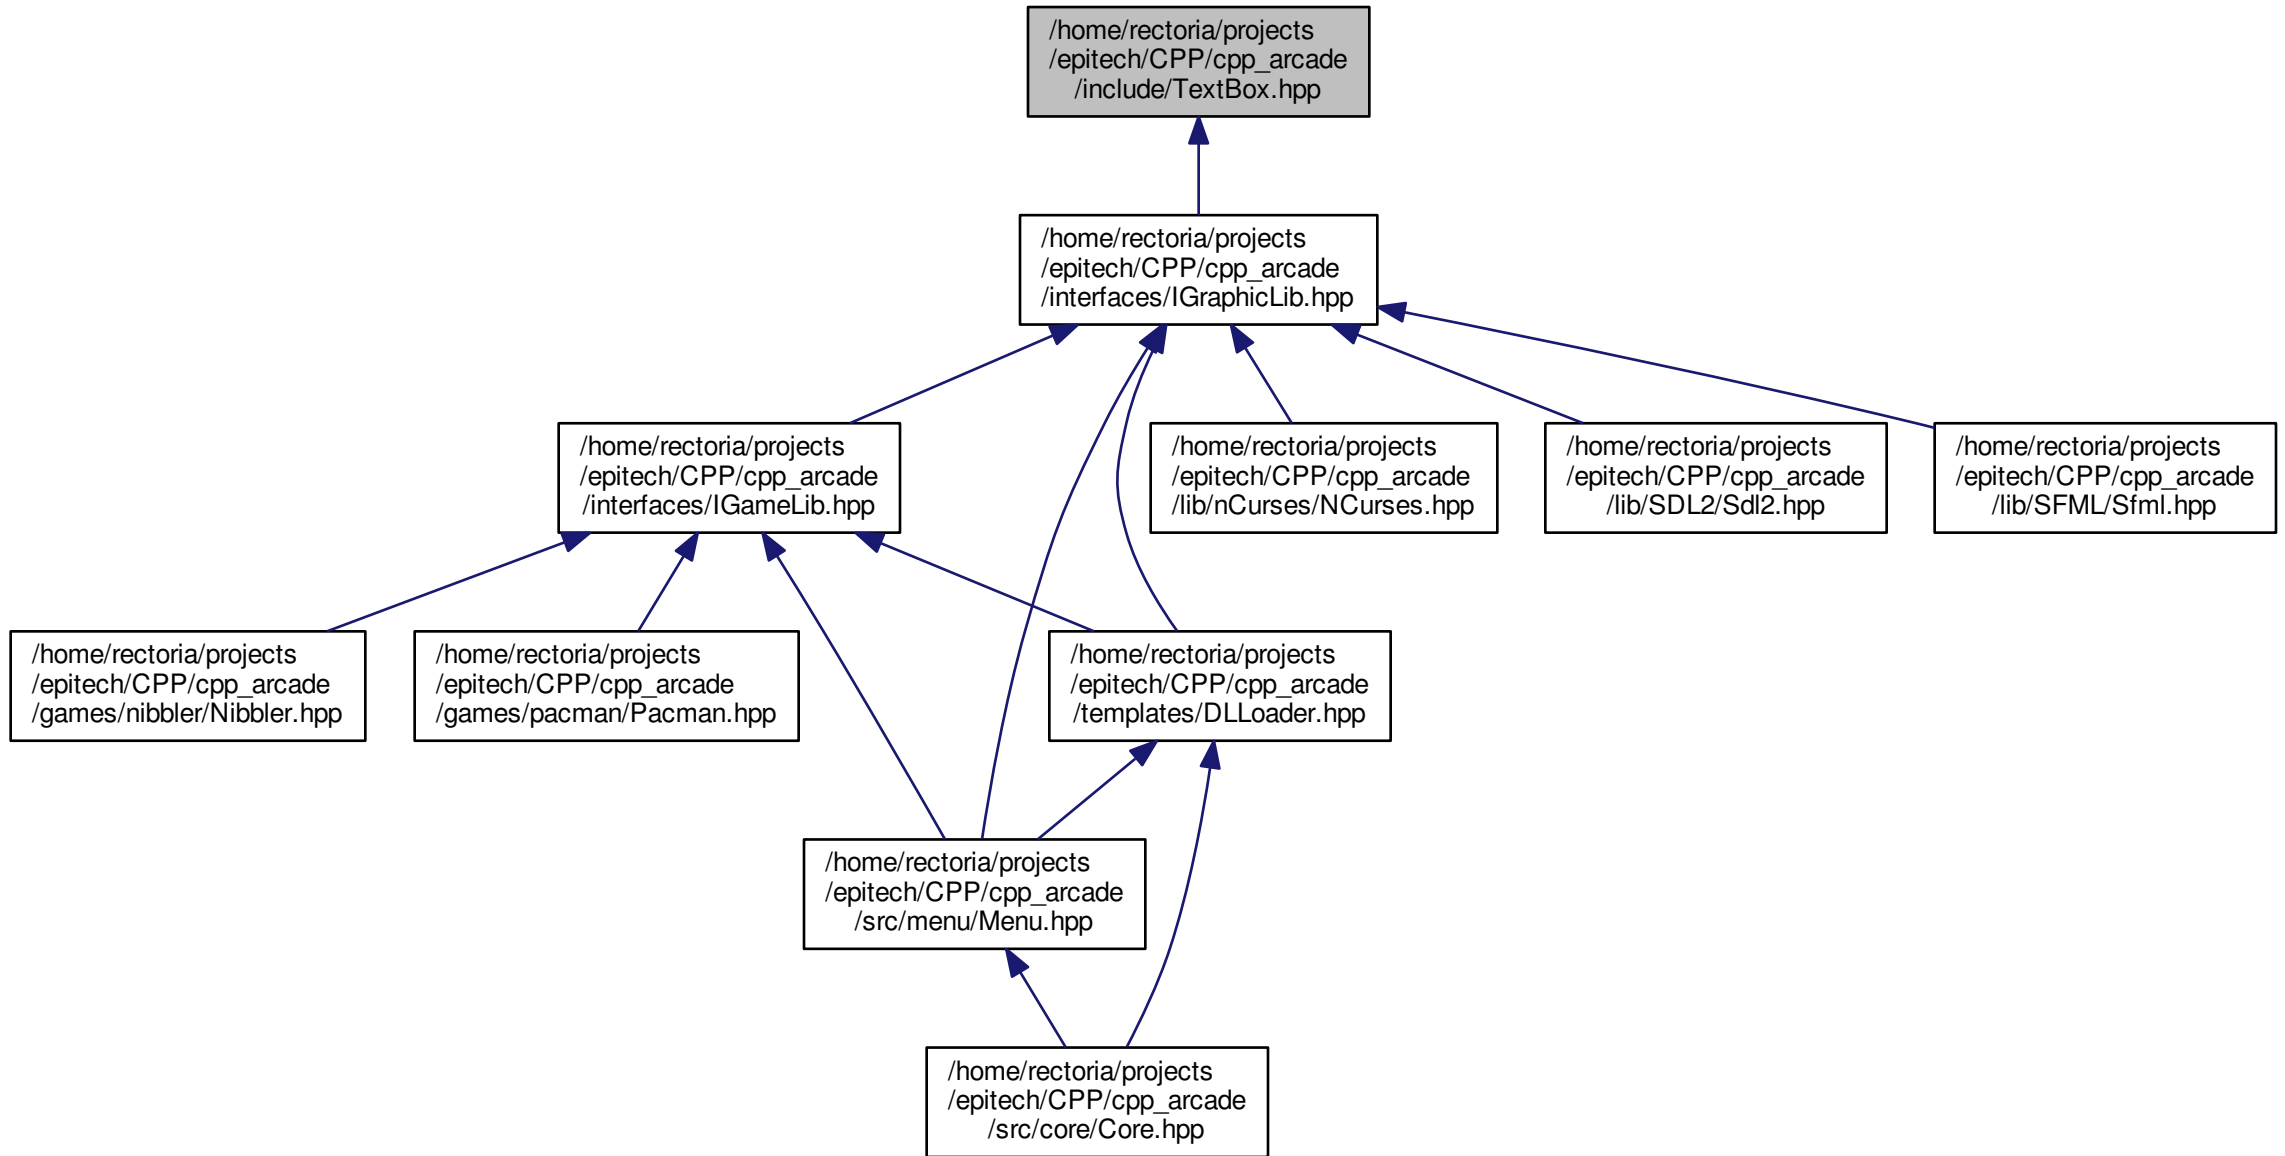 /home/rectoria/projects
/epitech/CPP/cpp_arcade
/include/TextBox.hpp
/home/rectoria/projects
/epitech/CPP/cpp_arcade
/interfaces/IGraphicLib.hpp
/home/rectoria/projects
/epitech/CPP/cpp_arcade
/interfaces/IGameLib.hpp
/home/rectoria/projects
/epitech/CPP/cpp_arcade
/lib/nCurses/NCurses.hpp
/home/rectoria/projects
/epitech/CPP/cpp_arcade
/lib/SDL2/Sdl2.hpp
/home/rectoria/projects
/epitech/CPP/cpp_arcade
/lib/SFML/Sfml.hpp
/home/rectoria/projects
/epitech/CPP/cpp_arcade
/games/nibbler/Nibbler.hpp
/home/rectoria/projects
/epitech/CPP/cpp_arcade
/games/pacman/Pacman.hpp
/home/rectoria/projects
/epitech/CPP/cpp_arcade
/templates/DLLoader.hpp
/home/rectoria/projects
/epitech/CPP/cpp_arcade
/src/menu/Menu.hpp
/home/rectoria/projects
/epitech/CPP/cpp_arcade
/src/core/Core.hpp